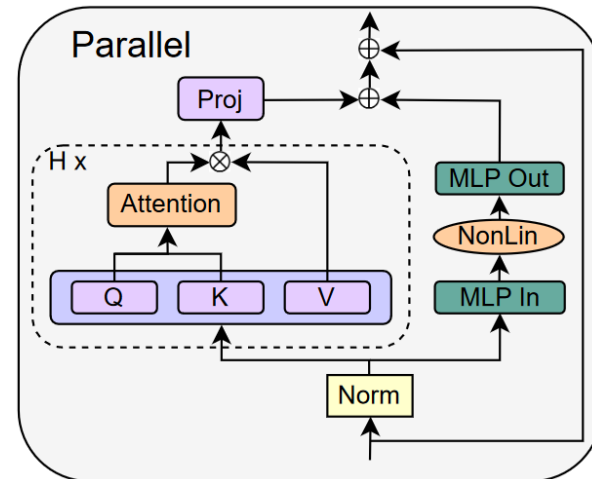 Parallel
Proj
H x
MLP Out
Attention
NonLin
Q K V
MLP In
Norm